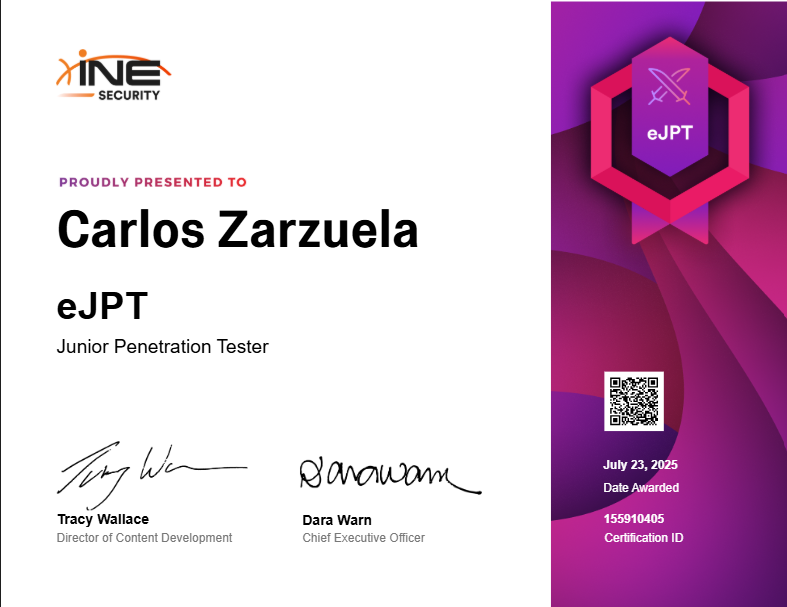 iNE
SECURITY
PROUDLY PRESENTED TO
Carlos Zarzuela
eJPT
Junior Penetration Tester
Tracy Wallace
Director of Content Development
Dara Warn
Chief Executive Officer
eJPT
July 23, 2025
Date Awarded
155910405
Certification ID